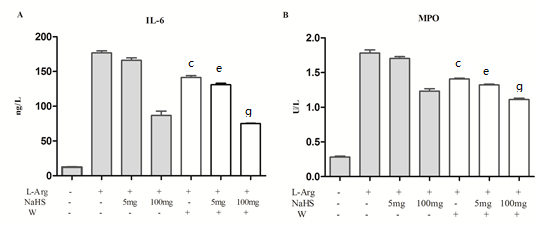 A IL-6
200
150
100
50
0
ng/L
c e g
L-Arg - + + + + + +
NaHS - - 5mg 100mg - 5mg 100mg
W - - - - + + +
B MPO
2.0
1.5
1.0
0.5
0.0
U/L
c e g
L-Arg - + + + + + +
NaHS - - 5mg 100mg - 5mg 100mg
W - - - - + + +